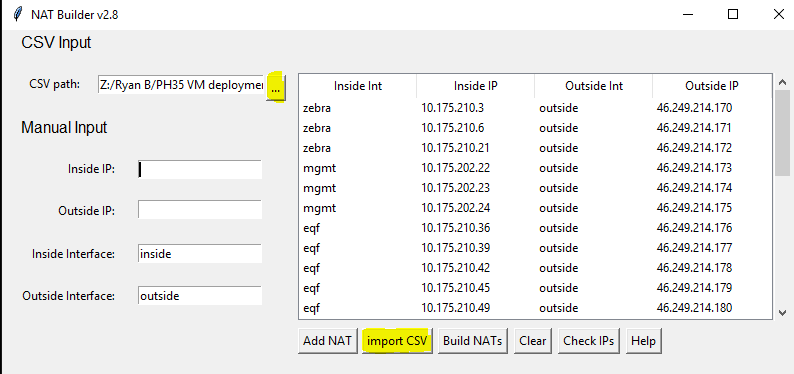 NAT Builder v2.8
CSV Input
CSV path: Z:/Ryan B/PH35 VM deploymer ...
Manual Input
Inside IP:
Outside IP:
Inside Interface: inside
Outside Interface: outside
Inside Int Inside IP Outside Int Outside IP
zebra 10.175.210.3 outside 46.249.214.170
zebra 10.175.210.6 outside 46.249.214.171
zebra 10.175.210.21 outside 46.249.214.172
mgmt 10.175.202.22 outside 46.249.214.173
mgmt 10.175.202.23 outside 46.249.214.174
mgmt 10.175.202.24 outside 46.249.214.175
eqf 10.175.210.36 outside 46.249.214.176
eqf 10.175.210.39 outside 46.249.214.177
eqf 10.175.210.42 outside 46.249.214.178
eqf 10.175.210.45 outside 46.249.214.179
eqf 10.175.210.49 outside 46.249.214.180
Add NAT import CSV Build NATs Clear Check IPs Help